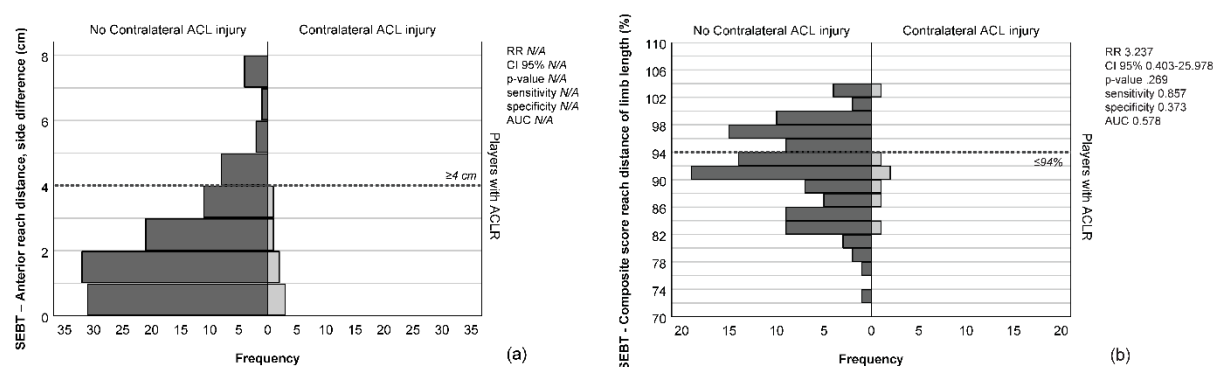 No Contralateral ACL injury
Contralateral ACL injury
SEBT – Anterior reach distance, side difference (cm)
8
6
4
2
0
≥4 cm
35 30 25 20 15 10 5 0 5 10 15 20 25 30 35
Frequency
Players with ACLR
RR N/A
CI 95% N/A
p-value N/A
sensitivity N/A
specificity N/A
AUC N/A
(a)
No Contralateral ACL injury
Contralateral ACL injury
SEBT - Composite score reach distance of limb length (%)
110
106
102
98
94
90
86
82
78
74
70
≤94%
20 15 10 5 0 5 10 15 20
Frequency
Players with ACLR
RR 3.237
CI 95% 0.403-25.978
p-value .269
sensitivity 0.857
specificity 0.373
AUC 0.578
(b)